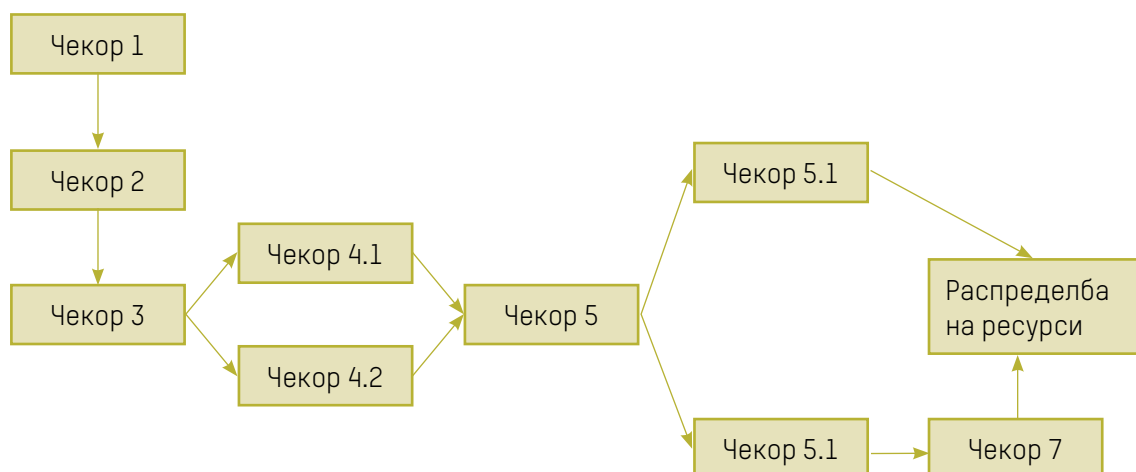 Чекор 1
Чекор 2
Чекор 3
Чекор 4.1
Чекор 4.2
Чекор 5
Чекор 5.1
Чекор 5.1
Чекор 7
Распределба
на ресурси